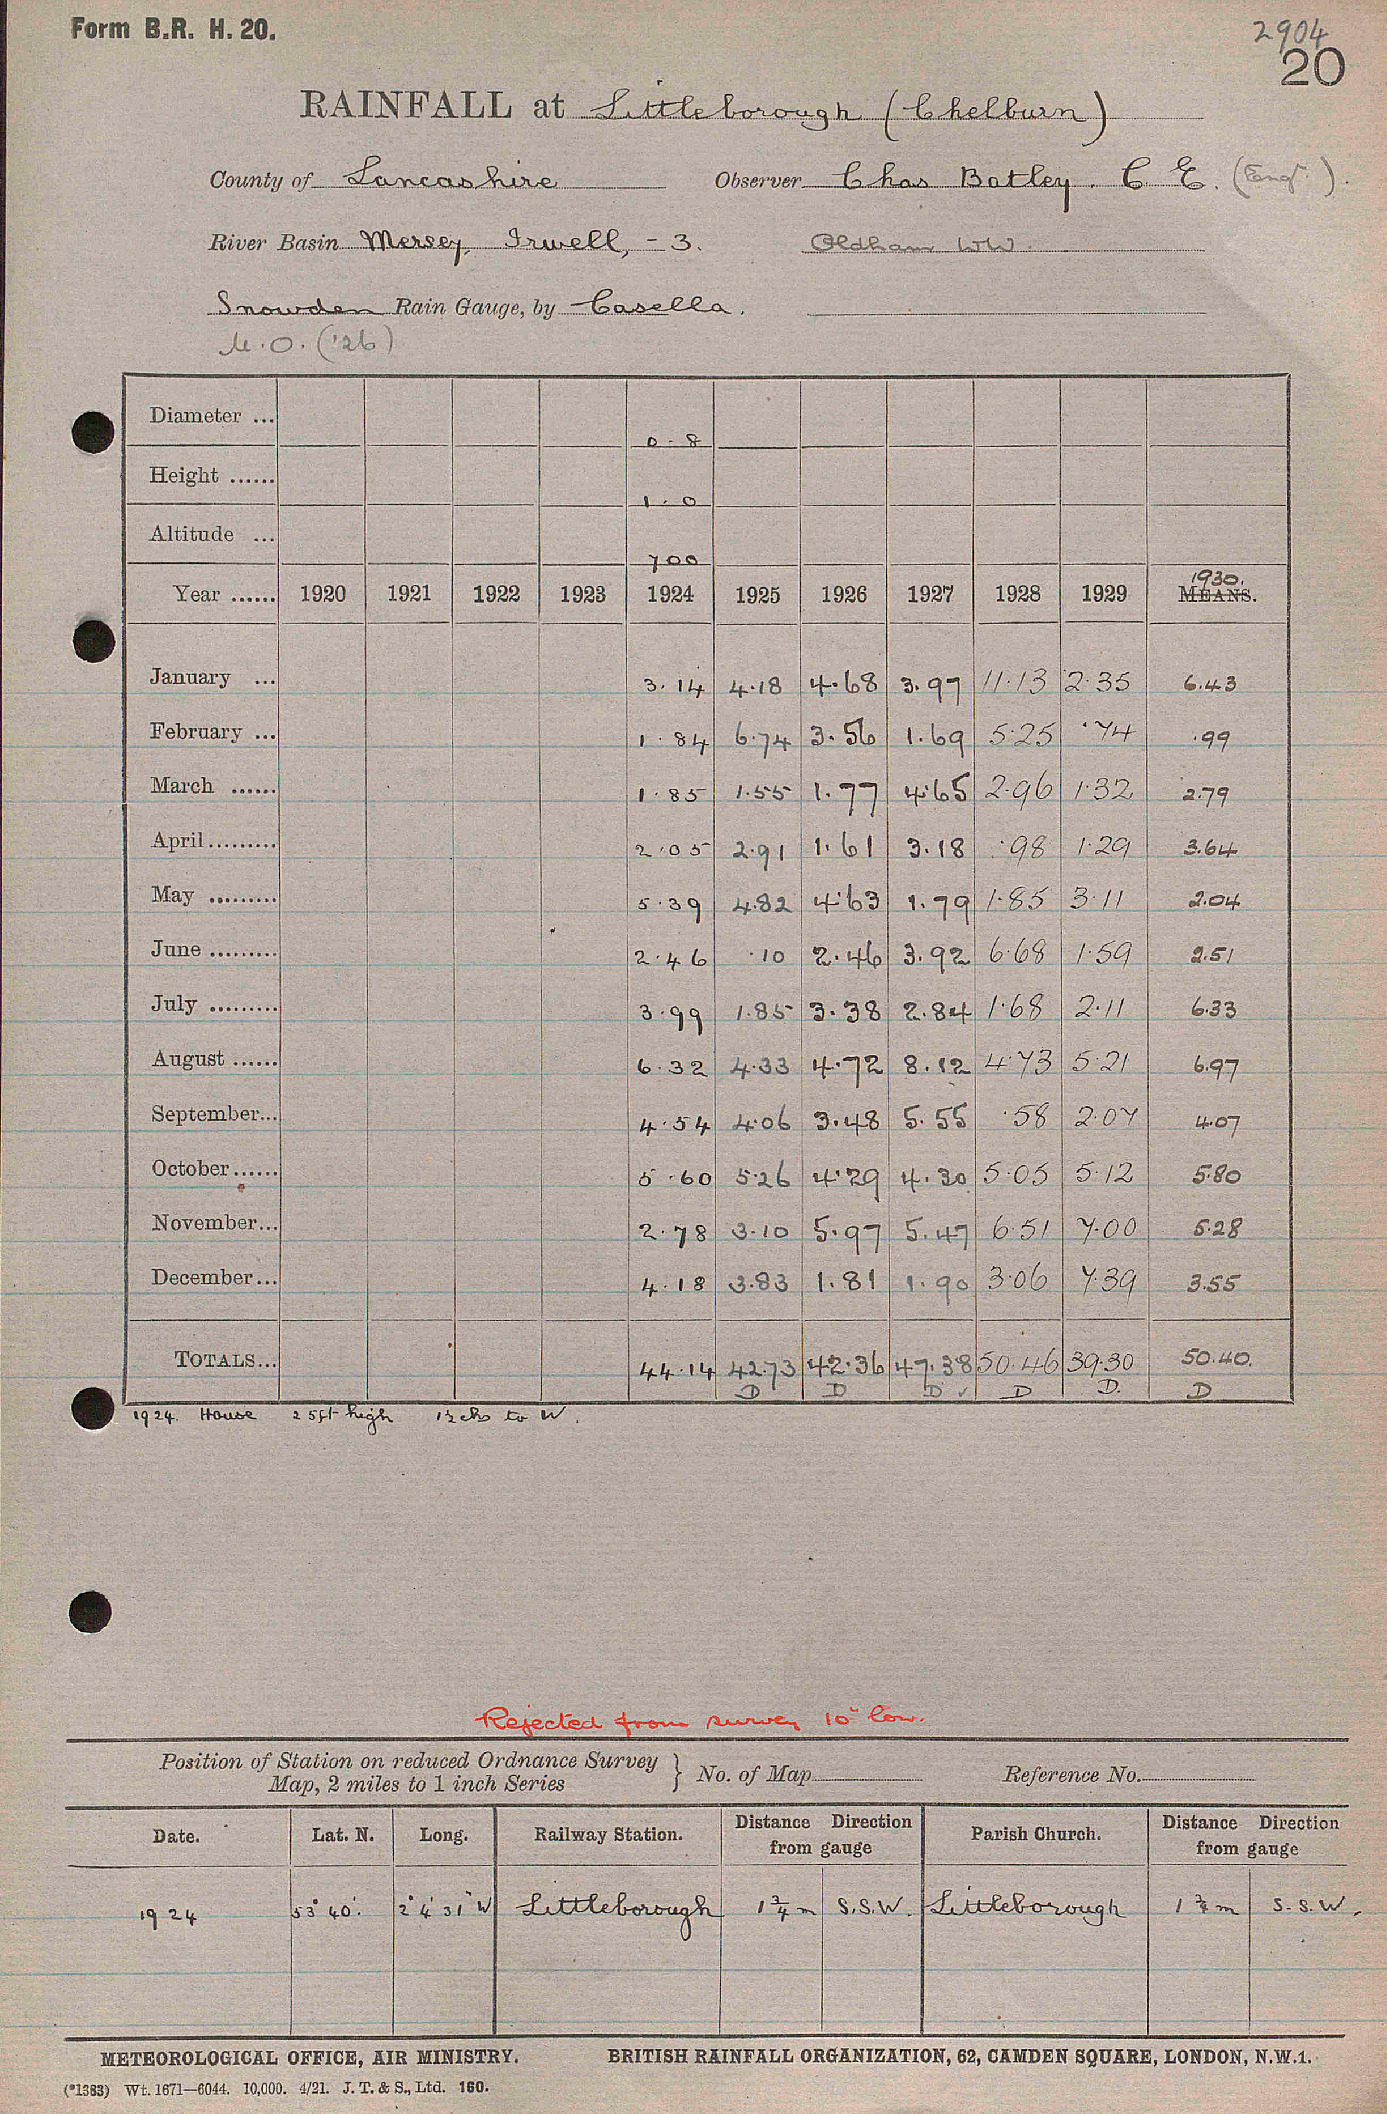 Form B.R. H. 20.
2904
20
RAINFALL at Littleborough (Chelburn)
County of Lancashire Observer Chas Batley. C E. (Engr.).
River Basin Mersey, Irwell, - 3. Oldham WW.
Snowden Rain Gauge, by Casella.
M.O. ('26)
Diameter ... 0 - 8
Height ...... 1 . 0
Altitude ... 700
1930.
Year ...... 1920 1921 1922 1923 1924 1925 1926 1927 1928 1929 MEANS.
January ... 3.14 4.18 4.68 3.97 11.13 2.35 6.43
February ... 1.84 6.74 3.56 1.69 5.25 .74 .99
March ...... 1.85 1.55 1.77 4.65 2.96 1.32 2.79
April......... 2.05 2.91 1.61 3.18 .98 1.29 3.64
May ......... 5.39 4.82 4.63 1.79 1.85 3.11 2.04
June ......... 2.46 .10 2.46 3.92 6.68 1.59 2.51
July ......... 3.99 1.85 3.38 2.84 1.68 2.11 6.33
August ...... 6.32 4.33 4.72 8.12 4.73 5.21 6.97
September... 4.54 4.06 3.48 5.55 .58 2.07 4.07
October...... 5.60 5.26 4.29 4.30 5.05 5.12 5.80
November... 2.78 3.10 5.97 5.47 6.51 7.00 5.28
December... 4.18 3.83 1.81 1.90 3.06 7.39 3.55
TOTALS... 44.14 42.73 42.36 47.38 50.46 39.30 50.40.
D D D ✓ D D. D
1924. House 25ft high 1½ chs to W.
Rejected from survey 10" low.
Position of Station on reduced Ordnance Survey
Map, 2 miles to 1 inch Series } No. of Map Reference No.
Date. Lat. N. Long. Railway Station. Distance Direction from gauge Parish Church. Distance Direction from gauge
1924 53° 40'. 2° 4' 31" W Littleborough 1¾ m S.S.W. Littleborough 1¾ m S.S.W.
METEOROLOGICAL OFFICE, AIR MINISTRY. BRITISH RAINFALL ORGANIZATION, 62, CAMDEN SQUARE, LONDON, N.W.1.
(*1383) Wt. 1671—6044. 10,000. 4/21. J. T. & S., Ltd. 160.